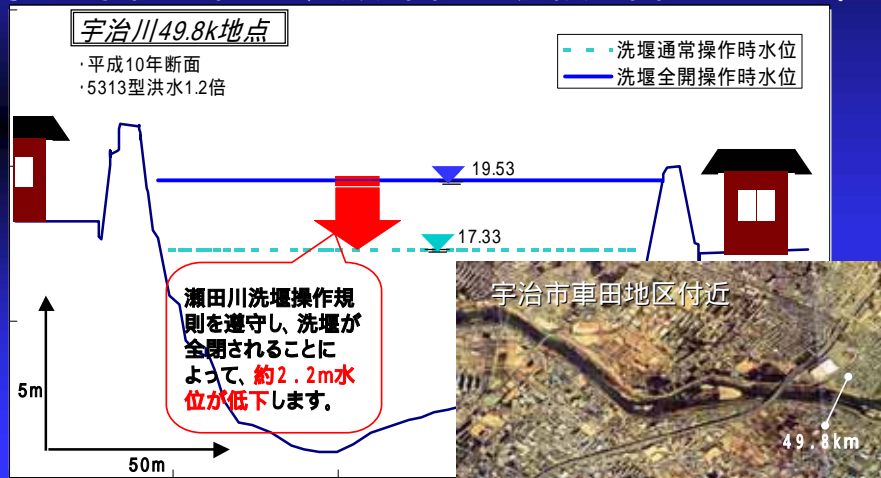 宇治川49.8k地点
・平成10年断面
・5313型洪水1.2倍
洗堰通常操作時水位
洗堰全開操作時水位
19.53
17.33
瀬田川洗堰操作規
則を遵守し、洗堰が
全閉されることに
よって、約2.2m水
位が低下します。
宇治市車田地区付近
49.8km
5m
50m